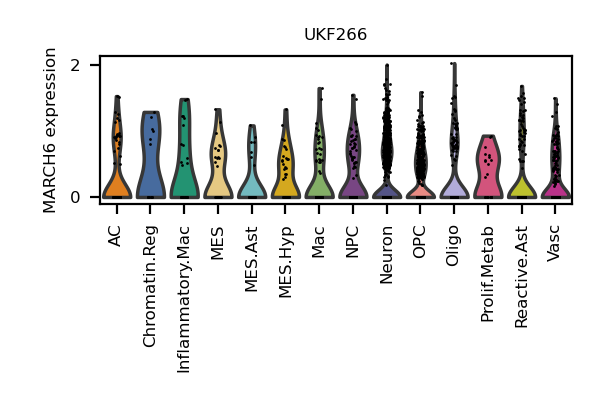 UKF266
MARCH6 expression
2
0
AC
Chromatin.Reg
Inflammatory.Mac
MES
MES.Ast
MES.Hyp
Mac
NPC
Neuron
OPC
Oligo
Prolif.Metab
Reactive.Ast
Vasc